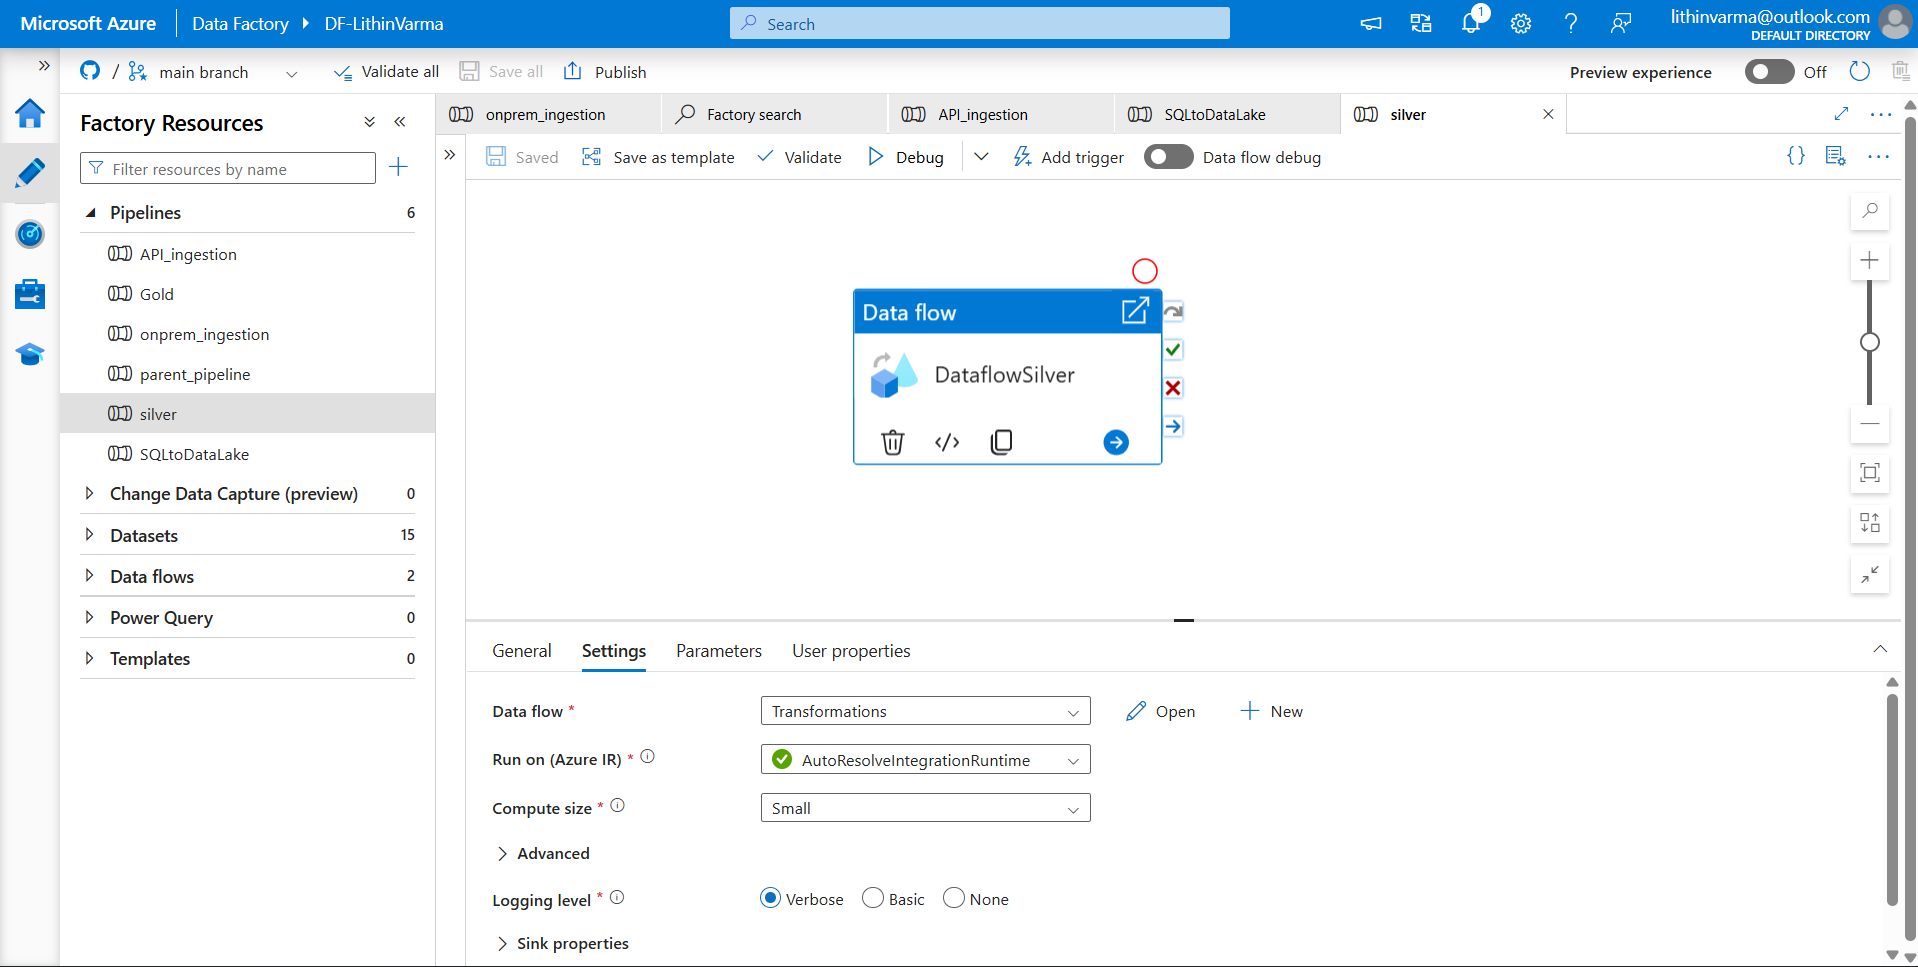 Microsoft Azure
Data Factory
DF-LithinVarma
Search
1
lithinvarma@outlook.com
DEFAULT DIRECTORY
/
main branch
Validate all
Save all
Publish
Preview experience
Off
Factory Resources
Filter resources by name
Pipelines 6
API_ingestion
Gold
onprem_ingestion
parent_pipeline
silver
SQLtoDataLake
Change Data Capture (preview) 0
Datasets 15
Data flows 2
Power Query 0
Templates 0
onprem_ingestion
Factory search
API_ingestion
SQLtoDataLake
silver
Saved
Save as template
Validate
Debug
Add trigger
Data flow debug
{}
Data flow
DataflowSilver
</>
General
Settings
Parameters
User properties
Data flow *
Transformations
Open
New
Run on (Azure IR) *
AutoResolveIntegrationRuntime
Compute size *
Small
Advanced
Logging level *
Verbose
Basic
None
Sink properties